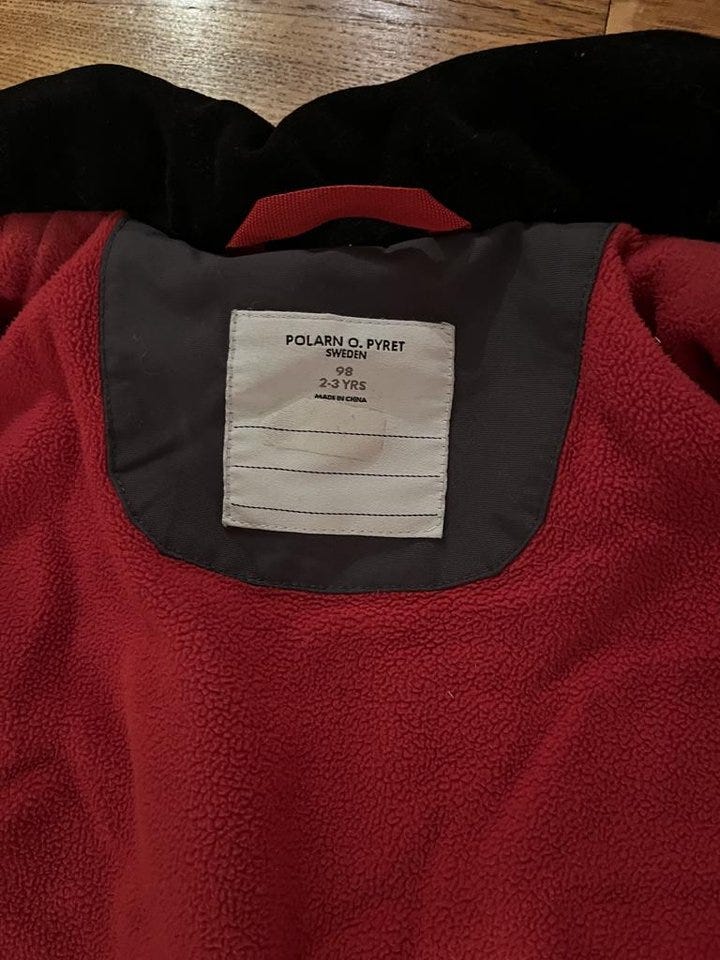 POLARN O. PYRET
SWEDEN
98
2-3 YRS
MADE IN CHINA